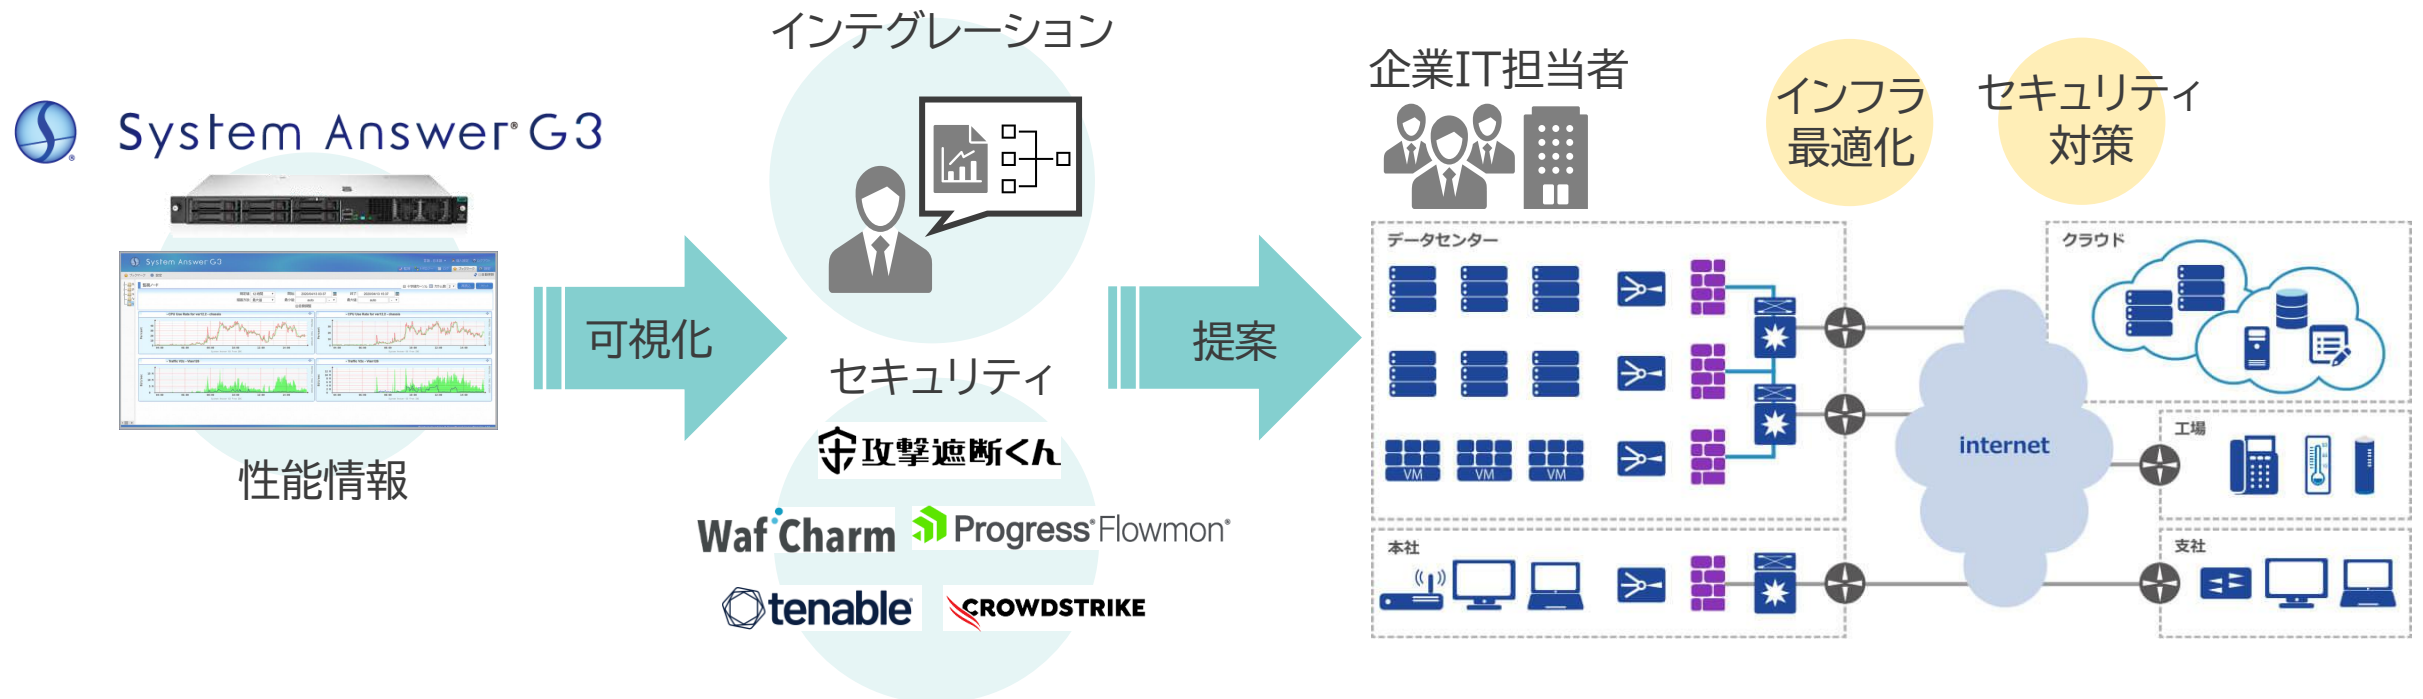 System Answer® G3
System Answer G3
性能情報
可視化
インテグレーション
セキュリティ
攻撃遮断くん
WafCharm
Progress® Flowmon®
tenable
CROWDSTRIKE
提案
企業IT担当者
インフラ
最適化
セキュリティ
対策
データセンター
VM
VM
VM
本社
internet
クラウド
工場
支社